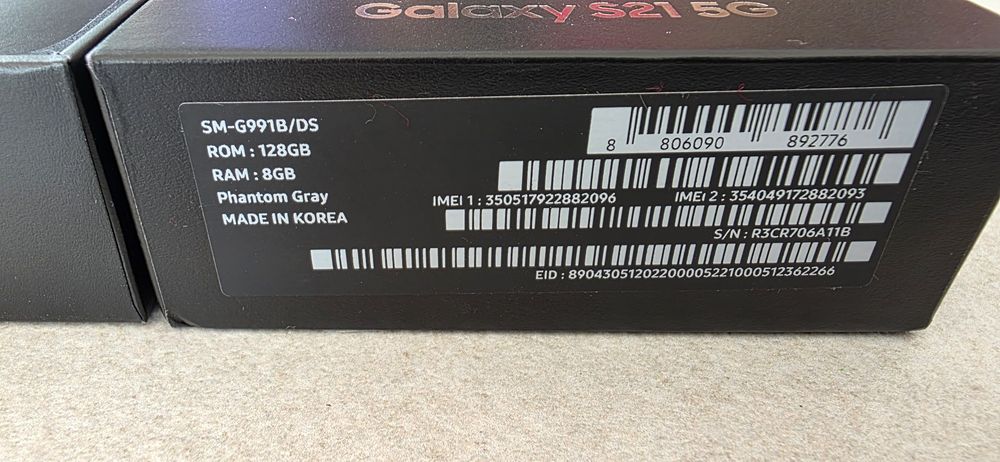 Galaxy S21 5G
SM-G991B/DS
ROM : 128GB
RAM : 8GB
Phantom Gray
MADE IN KOREA
8 806090 892776
IMEI 1 : 350517922882096 IMEI 2 : 354049172882093
S/N : R3CR706A11B
EID : 89043051202200005221000512362266